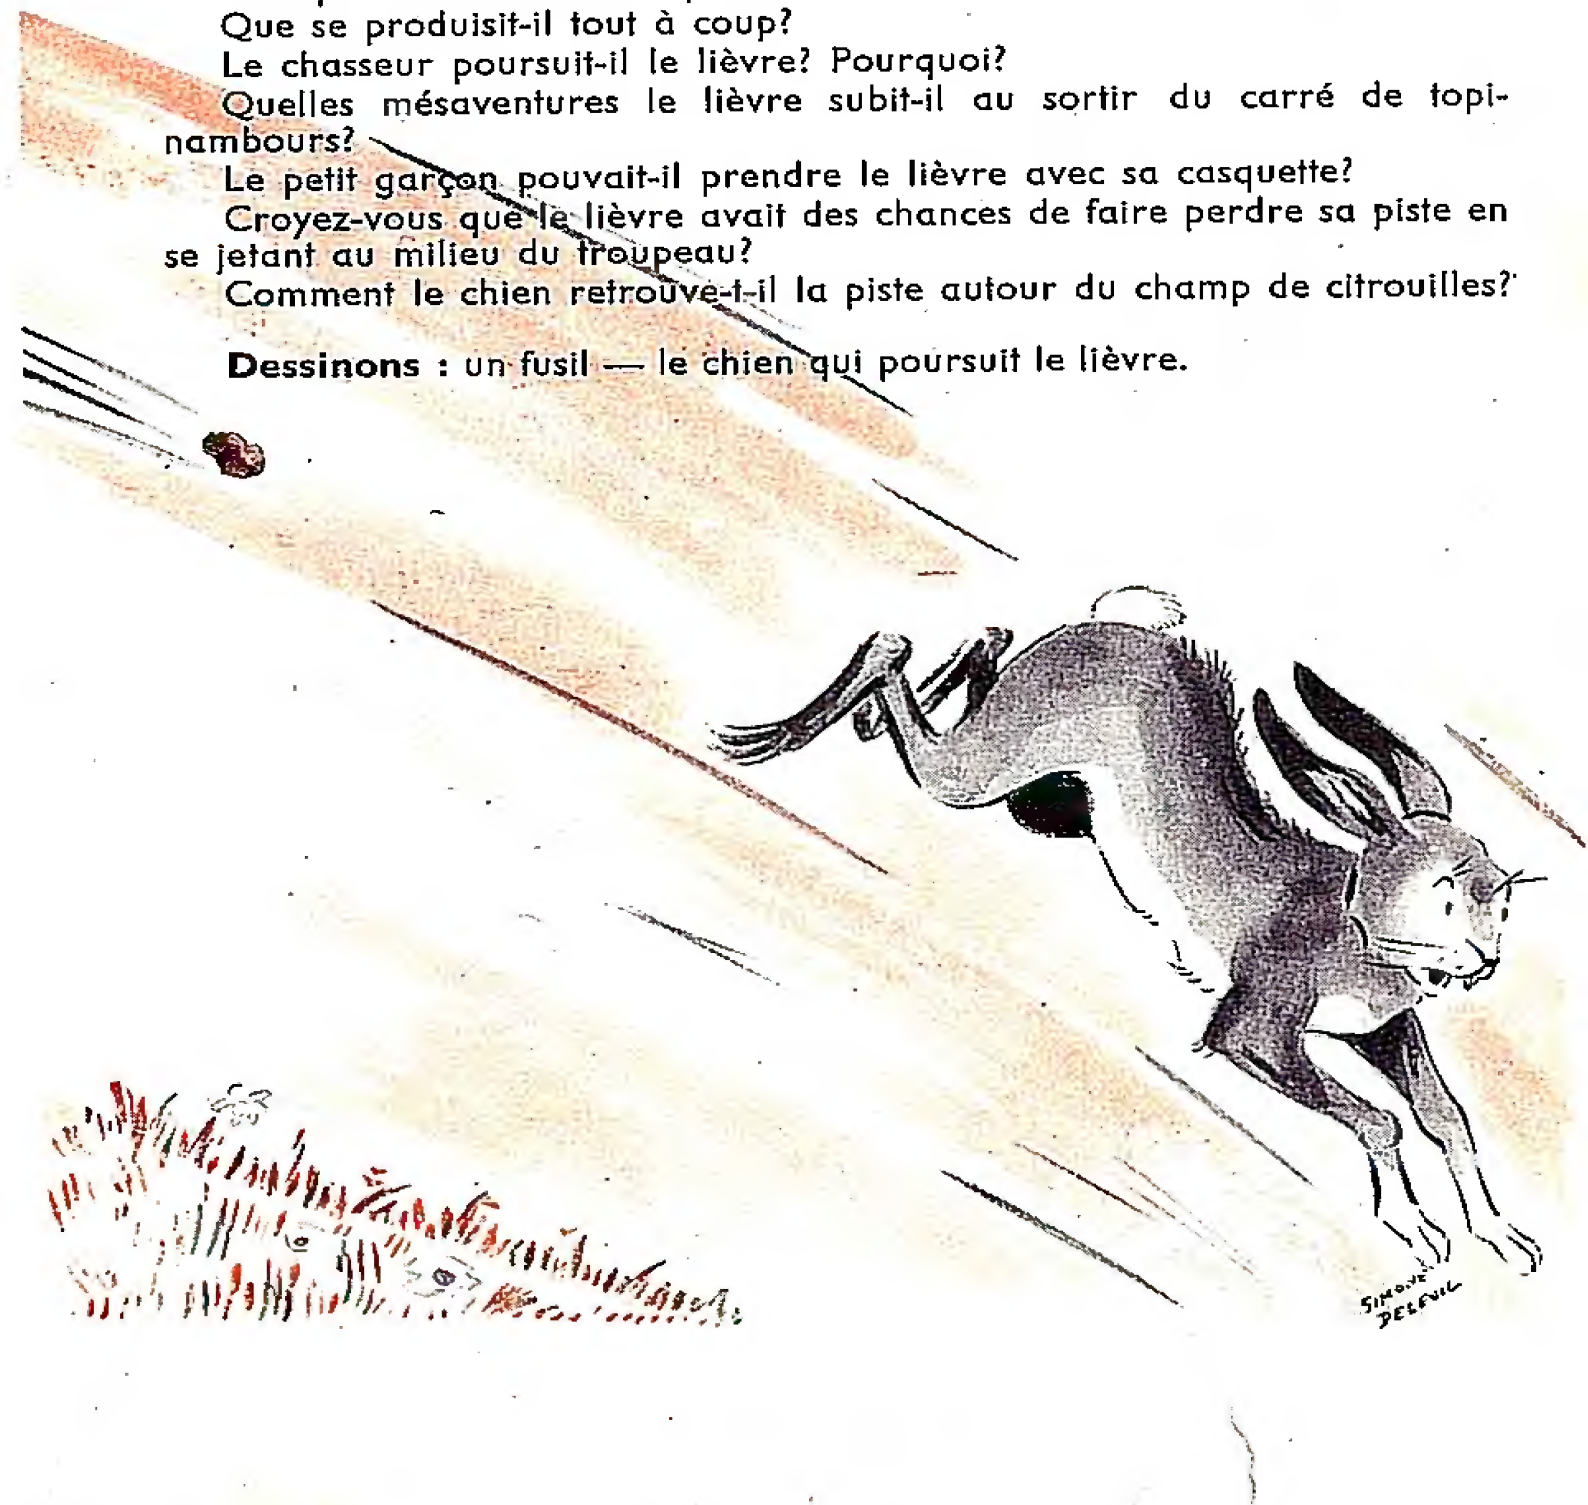 Que se produisit-il tout à coup?
Le chasseur poursuit-il le lièvre? Pourquoi?
Quelles mésaventures le lièvre subit-il au sortir du carré de topi-
nambours?
Le petit garçon pouvait-il prendre le lièvre avec sa casquette?
Croyez-vous que le lièvre avait des chances de faire perdre sa piste en
se jetant au milieu du troupeau?
Comment le chien retrouve-t-il la piste autour du champ de citrouilles?
Dessinons : un fusil — le chien qui poursuit le lièvre.
SIMONE
DELEUIL